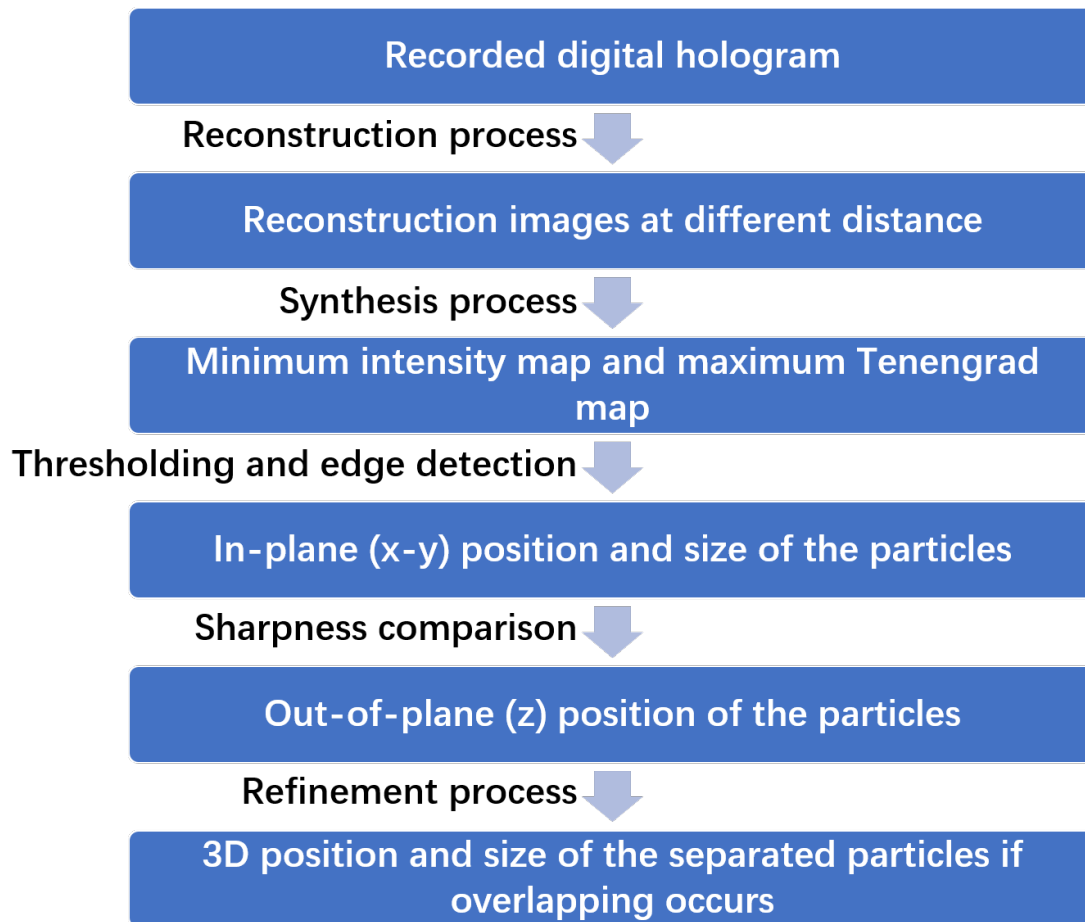 Recorded digital hologram
Reconstruction process
Reconstruction images at different distance
Synthesis process
Minimum intensity map and maximum Tenengrad
map
Thresholding and edge detection
In-plane (x-y) position and size of the particles
Sharpness comparison
Out-of-plane (z) position of the particles
Refinement process
3D position and size of the separated particles if
overlapping occurs